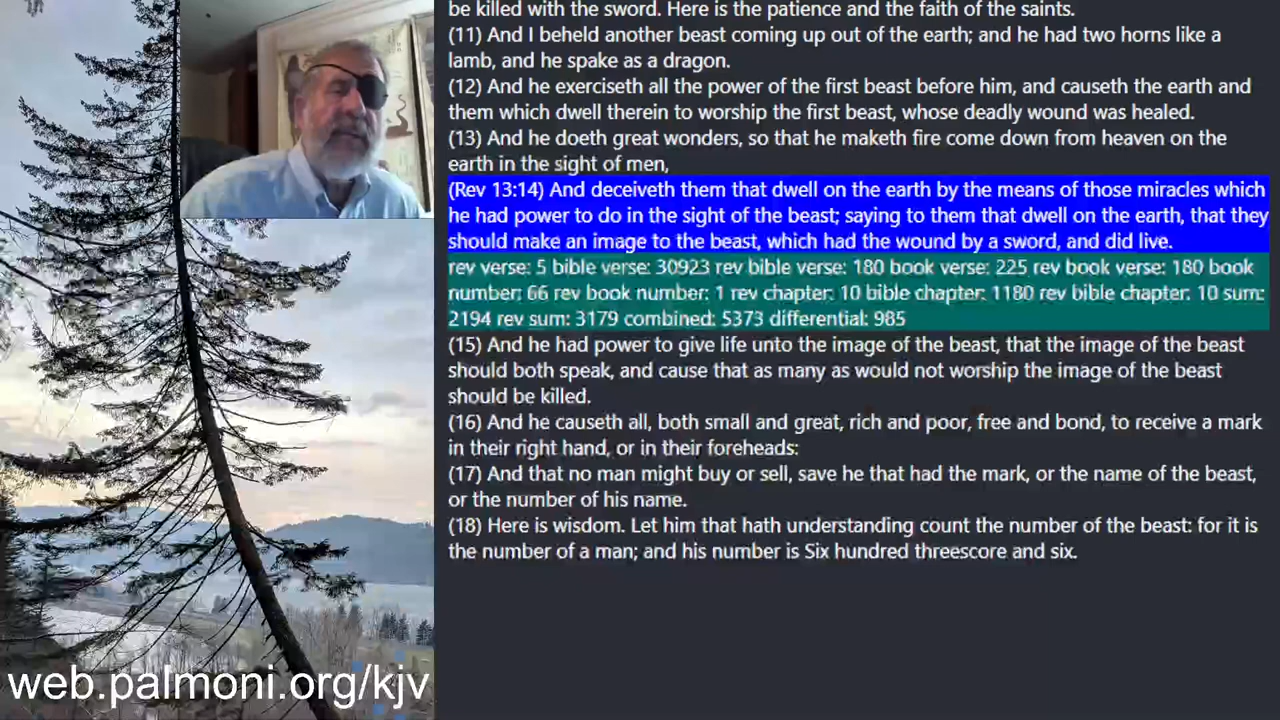 be killed with the sword. Here is the patience and the faith of the saints.
(11) And I beheld another beast coming up out of the earth; and he had two horns like a
lamb, and he spake as a dragon.
(12) And he exerciseth all the power of the first beast before him, and causeth the earth and
them which dwell therein to worship the first beast, whose deadly wound was healed.
(13) And he doeth great wonders, so that he maketh fire come down from heaven on the
earth in the sight of men,
(Rev 13:14) And deceiveth them that dwell on the earth by the means of those miracles which
he had power to do in the sight of the beast; saying to them that dwell on the earth, that they
should make an image to the beast, which had the wound by a sword, and did live.
rev verse: 5 bible verse: 30923 rev bible verse: 180 book verse: 225 rev book verse: 180 book
number: 66 rev book number: 1 rev chapter: 10 bible chapter: 1180 rev bible chapter: 10 sum:
2194 rev sum: 3179 combined: 5373 differential: 985
(15) And he had power to give life unto the image of the beast, that the image of the beast
should both speak, and cause that as many as would not worship the image of the beast
should be killed.
(16) And he causeth all, both small and great, rich and poor, free and bond, to receive a mark
in their right hand, or in their foreheads:
(17) And that no man might buy or sell, save he that had the mark, or the name of the beast,
or the number of his name.
(18) Here is wisdom. Let him that hath understanding count the number of the beast: for it is
the number of a man; and his number is Six hundred threescore and six.
web.palmoni.org/kjv